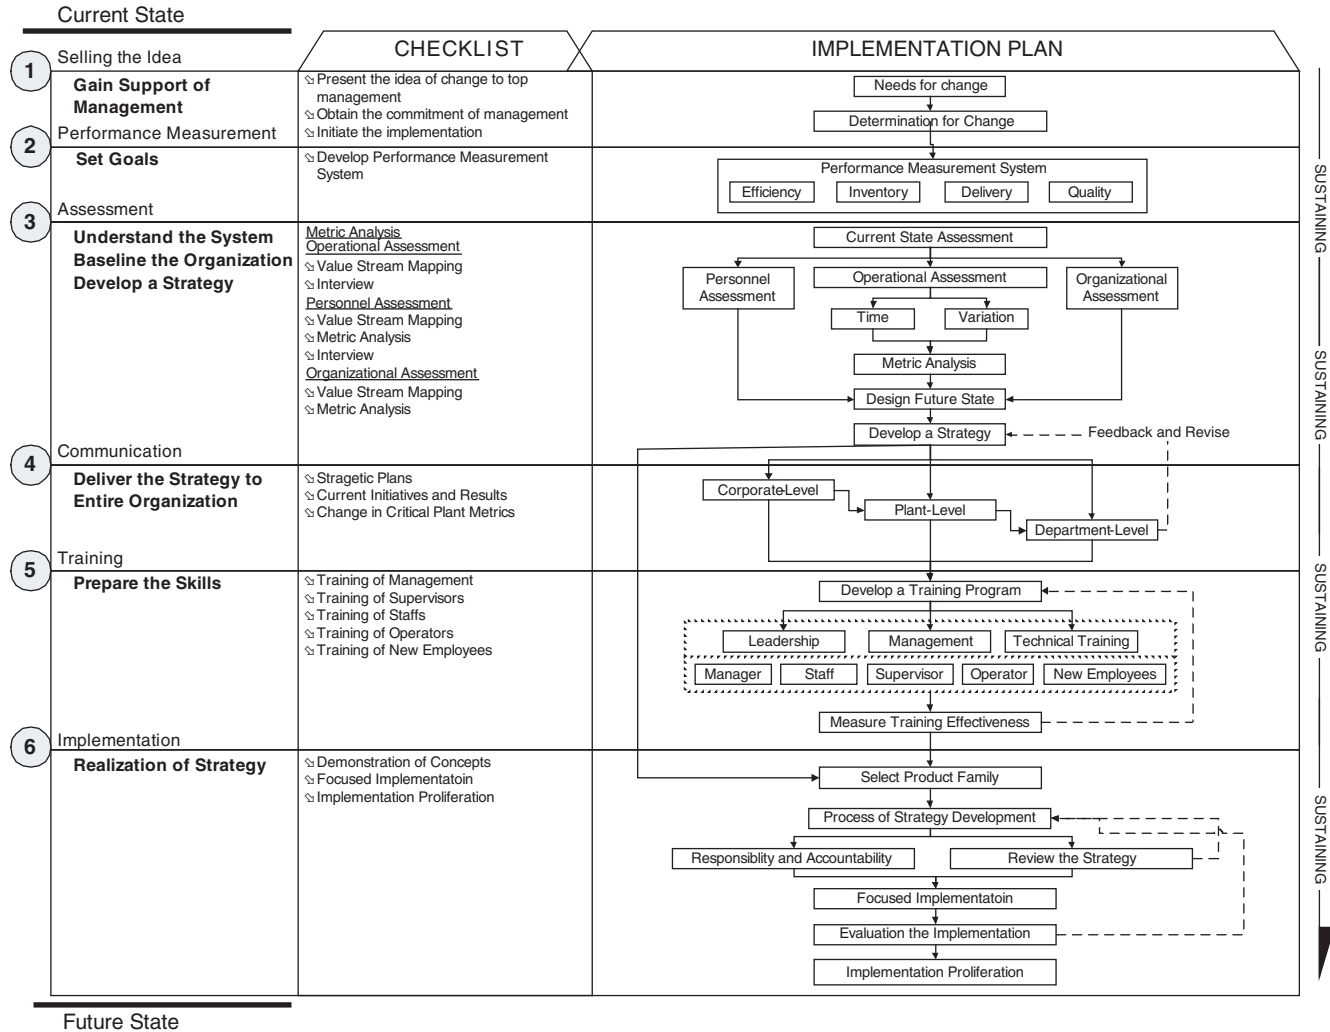 Current State
CHECKLIST
IMPLEMENTATION PLAN
1
Selling the Idea
Gain Support of
Management
Present the idea of change to top
management
Obtain the commitment of management
Initiate the implementation
Needs for change
Determination for Change
2
Performance Measurement
Set Goals
Develop Performance Measurement
System
Performance Measurement System
Efficiency
Inventory
Delivery
Quality
3
Assessment
Understand the System
Baseline the Organization
Develop a Strategy
Metric Analysis
Operational Assessment
Value Stream Mapping
Interview
Personnel Assessment
Value Stream Mapping
Metric Analysis
Interview
Organizational Assessment
Value Stream Mapping
Metric Analysis
Current State Assessment
Personnel
Assessment
Operational Assessment
Organizational
Assessment
Time
Variation
Metric Analysis
Design Future State
Develop a Strategy
Feedback and Revise
4
Communication
Deliver the Strategy to
Entire Organization
Stragetic Plans
Current Initiatives and Results
Change in Critical Plant Metrics
Corporate-Level
Plant-Level
Department-Level
5
Training
Prepare the Skills
Training of Management
Training of Supervisors
Training of Staffs
Training of Operators
Training of New Employees
Develop a Training Program
Leadership
Management
Technical Training
Manager
Staff
Supervisor
Operator
New Employees
Measure Training Effectiveness
6
Implementation
Realization of Strategy
Demonstration of Concepts
Focused Implementatoin
Implementation Proliferation
Select Product Family
Process of Strategy Development
Responsiblity and Accountability
Review the Strategy
Focused Implementatoin
Evaluation the Implementation
Implementation Proliferation
SUSTAINING
SUSTAINING
SUSTAINING
SUSTAINING
Future State